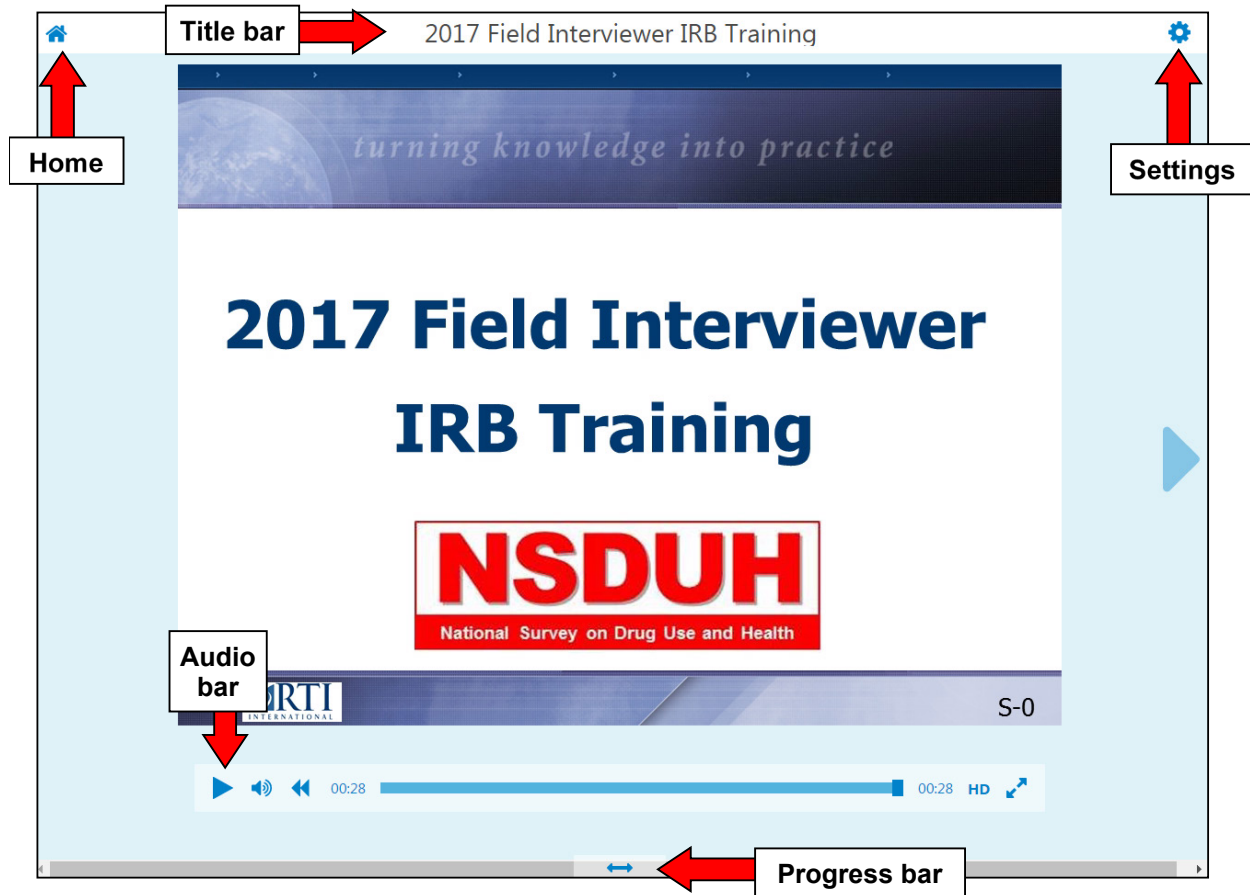 Title bar
2017 Field Interviewer IRB Training
Home
Settings
turning knowledge into practice
2017 Field Interviewer
IRB Training
NSDUH
National Survey on Drug Use and Health
Audio
bar
RTI
INTERNATIONAL
S-0
00:28
00:28 HD
Progress bar